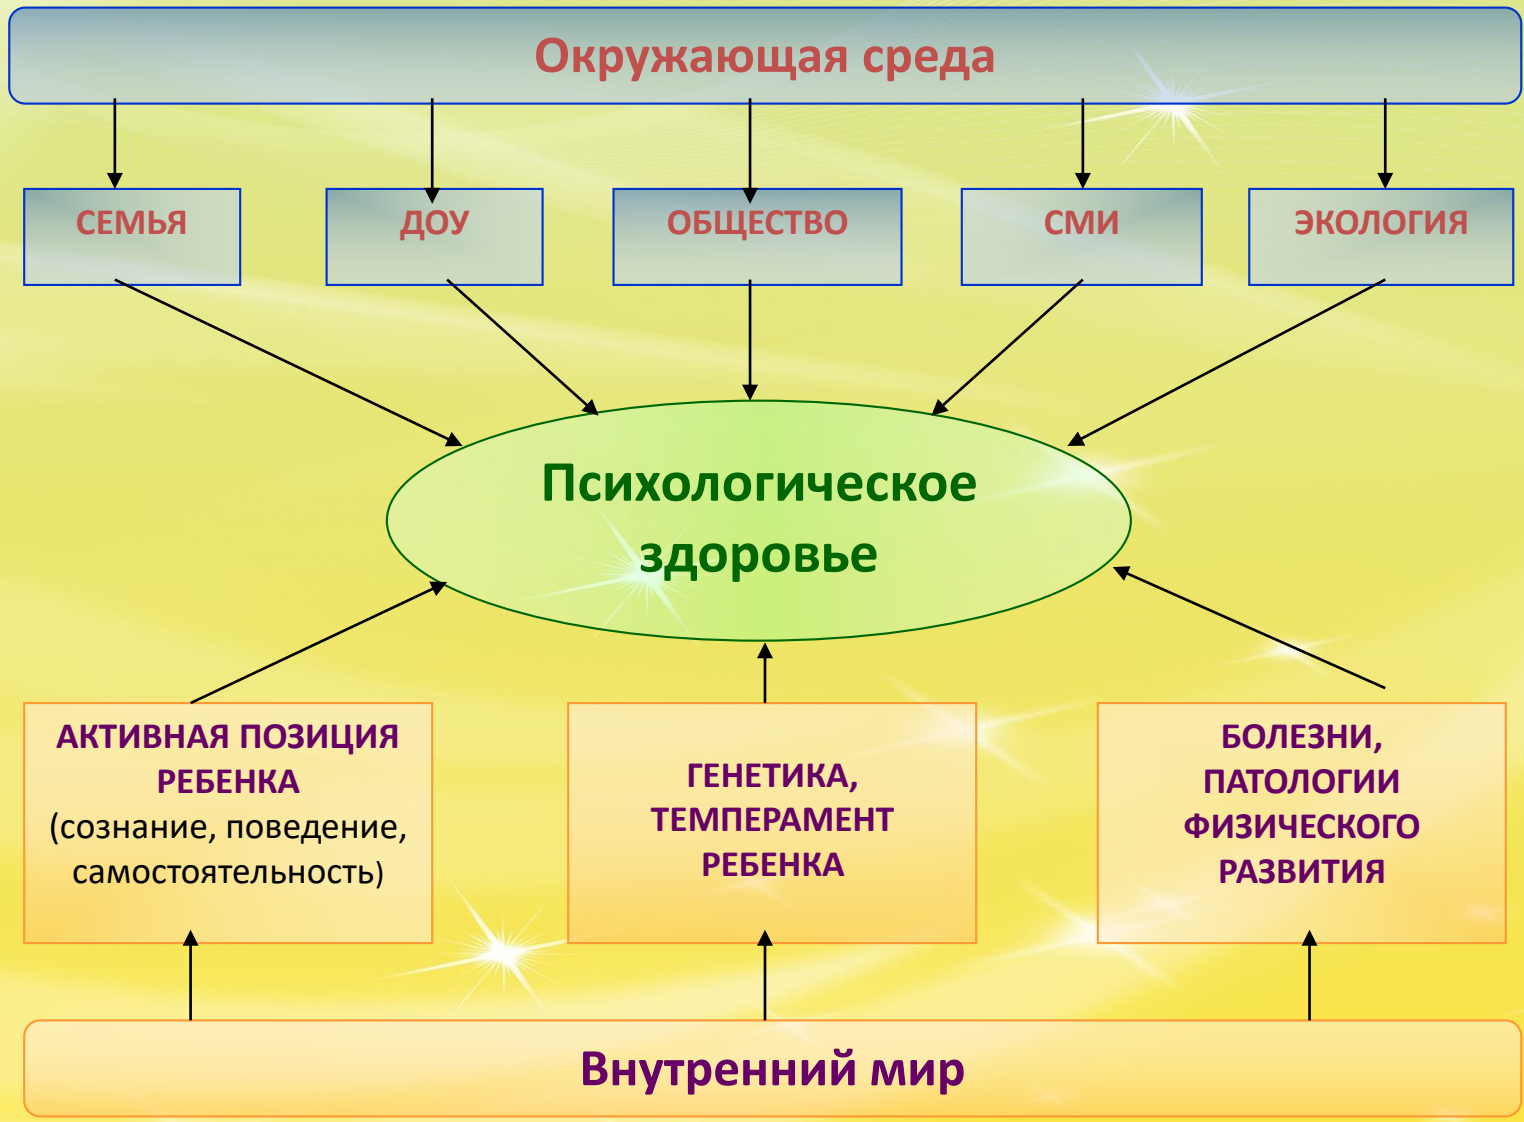 Окружающая среда
СЕМЬЯ
ДОУ
ОБЩЕСТВО
СМИ
ЭКОЛОГИЯ
Психологическое
здоровье
АКТИВНАЯ ПОЗИЦИЯ
РЕБЕНКА
(сознание, поведение,
самостоятельность)
ГЕНЕТИКА,
ТЕМПЕРАМЕНТ
РЕБЕНКА
БОЛЕЗНИ,
ПАТОЛОГИИ
ФИЗИЧЕСКОГО
РАЗВИТИЯ
Внутренний мир